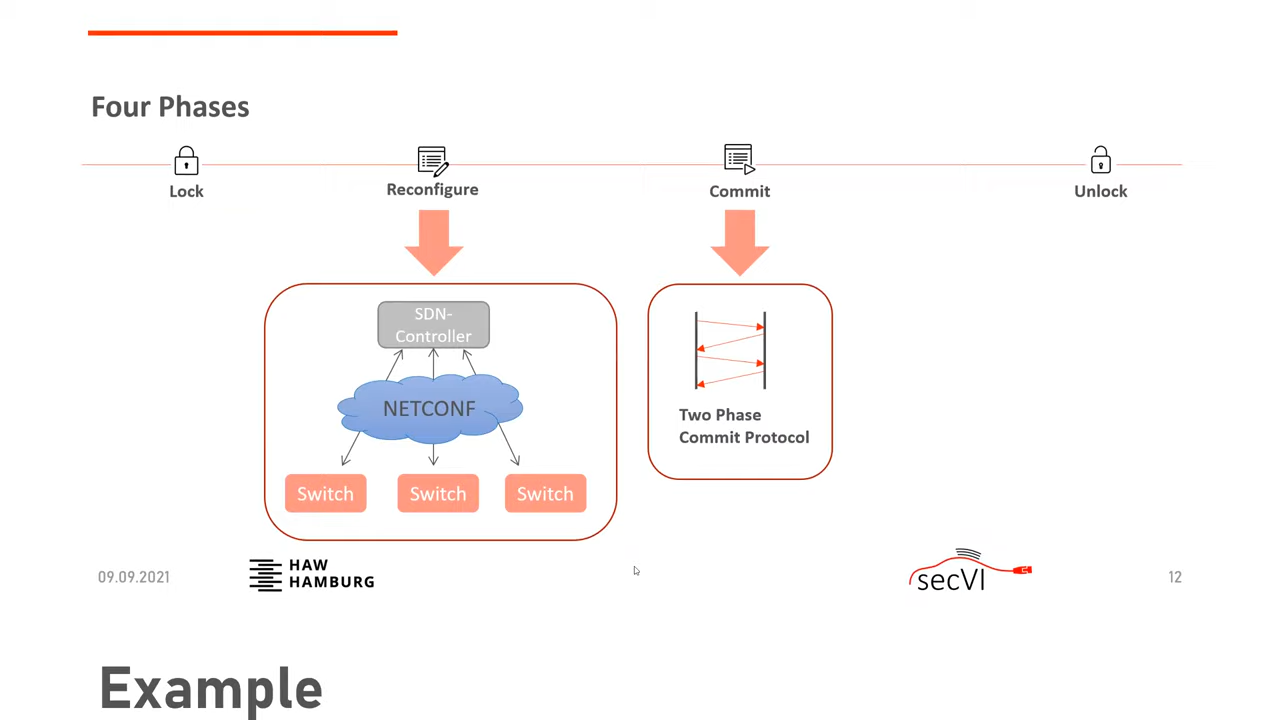 Four Phases
Lock
Reconfigure
Commit
Unlock
SDN-
Controller
NETCONF
Switch
Switch
Switch
Two Phase
Commit Protocol
09.09.2021
HAW
HAMBURG
secVI
12
Example